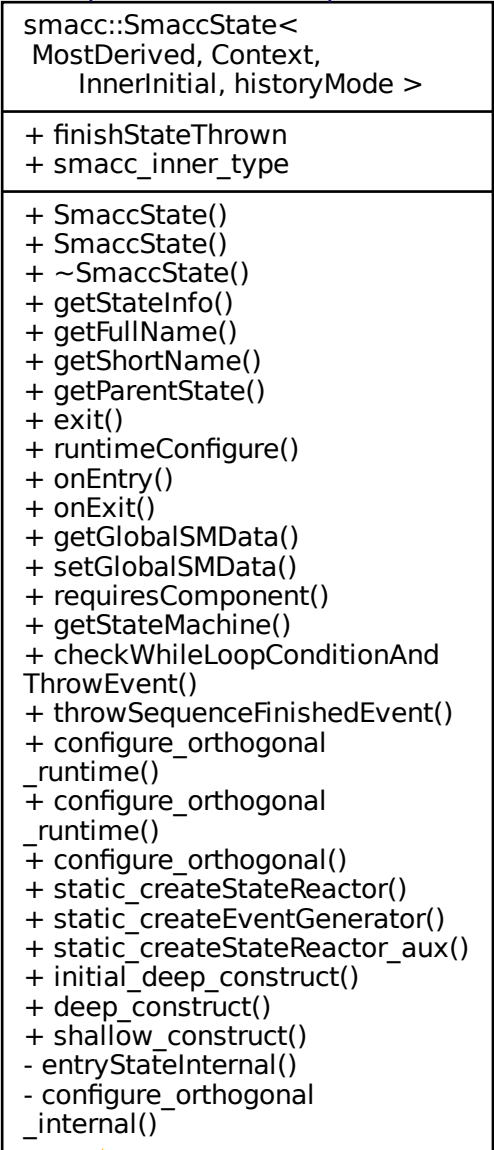 smacc::SmaccState<
MostDerived, Context,
InnerInitial, historyMode >
+ finishStateThrown
+ smacc_inner_type
+ SmaccState()
+ SmaccState()
+ ~SmaccState()
+ getStateInfo()
+ getFullName()
+ getShortName()
+ getParentState()
+ exit()
+ runtimeConfigure()
+ onEntry()
+ onExit()
+ getGlobalSMData()
+ setGlobalSMData()
+ requiresComponent()
+ getStateMachine()
+ checkWhileLoopConditionAnd
ThrowEvent()
+ throwSequenceFinishedEvent()
+ configure_orthogonal
_runtime()
+ configure_orthogonal
_runtime()
+ configure_orthogonal()
+ static_createStateReactor()
+ static_createEventGenerator()
+ static_createStateReactor_aux()
+ initial_deep_construct()
+ deep_construct()
+ shallow_construct()
- entryStateInternal()
- configure_orthogonal
_internal()